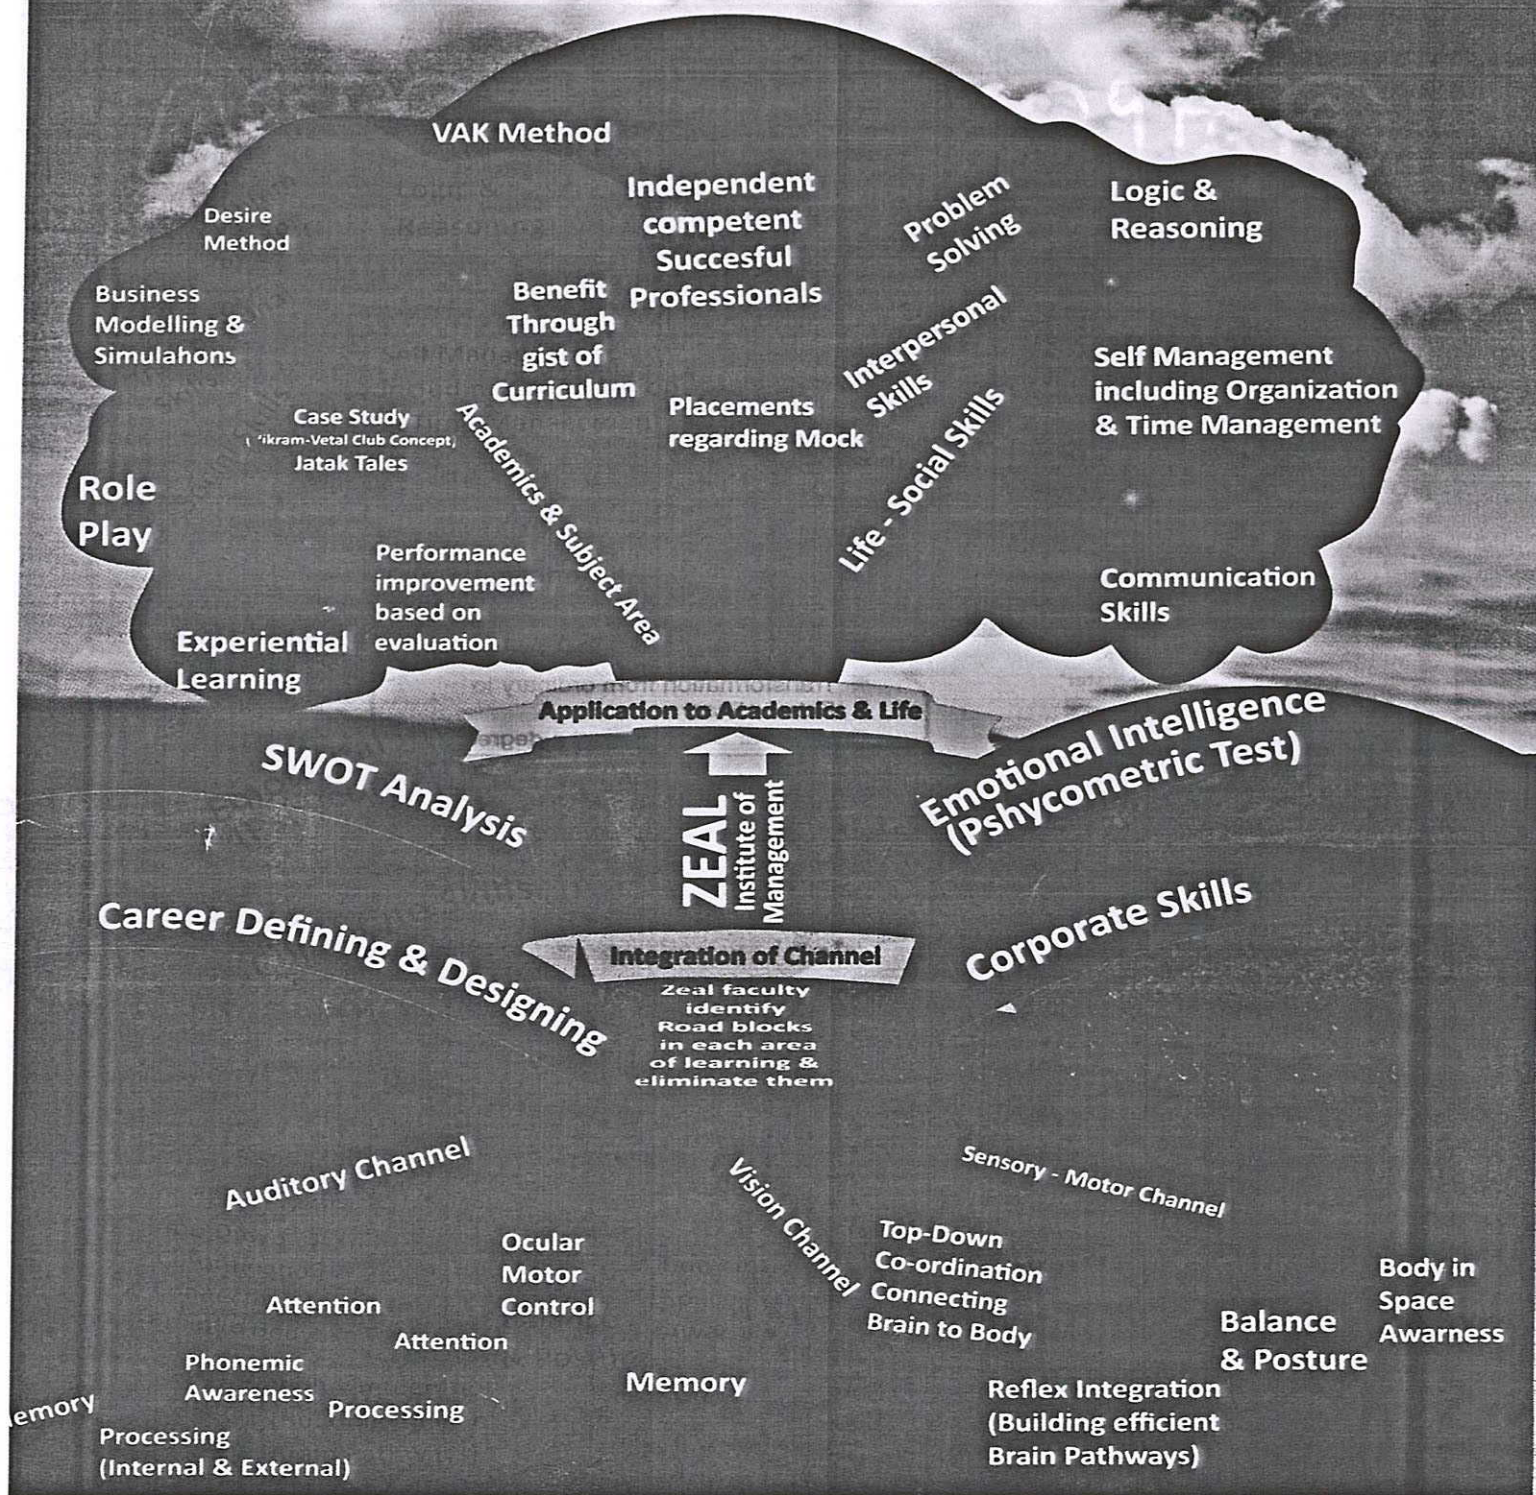 VAK Method
Independent
competent
Succesful
Professionals
Problem
Solving
Logic &
Reasoning
Desire
Method
Business
Modelling &
Simulahons
Benefit
Through
gist of
Curriculum
Interpersonal
Skills
Self Management
including Organization
& Time Management
Placements
regarding Mock
Case Study
ikram-Vetal Club Concept,
Jatak Tales
Academics & Subject Area
Life - Social Skills
Role
Play
Performance
improvement
based on
evaluation
Communication
Skills
Experiential
Learning
Application to Academics & Life
SWOT Analysis
Emotional Intelligence
(Pshycometric Test)
ZEAL
Institute of
Management
Career Defining & Designing
Corporate Skills
Integration of Channel
Zeal faculty
identify
Road blocks
in each area
of learning &
eliminate them
Auditory Channel
Vision Channel
Sensory - Motor Channel
Ocular
Motor
Control
Top-Down
Co-ordination
Connecting
Brain to Body
Body in
Space
Awarness
Attention
Attention
Balance
& Posture
Phonemic
Awareness
Processing
Memory
Reflex Integration
(Building efficient
Brain Pathways)
emory
Processing
(Internal & External)